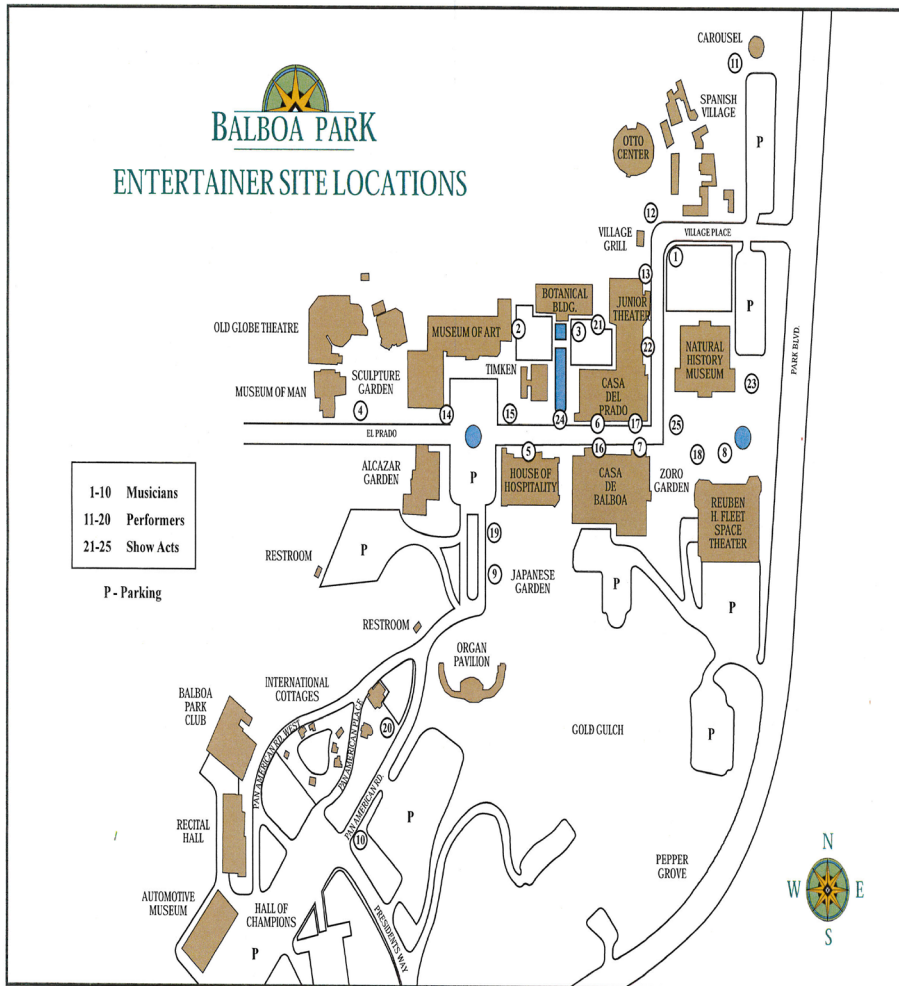 BALBOA PARK
ENTERTAINER SITE LOCATIONS
CAROUSEL
11
SPANISH
VILLAGE
P
OTTO
CENTER
12
VILLAGE
GRILL
VILLAGE PLACE
1
13
P
BOTANICAL
BLDG.
JUNIOR
THEATER
OLD GLOBE THEATRE
MUSEUM OF ART
2
3
21
22
NATURAL
HISTORY
MUSEUM
PARK BLVD.
SCULPTURE
GARDEN
TIMKEN
MUSEUM OF MAN
23
CASA
DEL
PRADO
4
14
15
24
6
17
25
EL PRADO
5
16
7
18
8
ALCAZAR
GARDEN
P
HOUSE OF
HOSPITALITY
CASA
DE
BALBOA
ZORO
GARDEN
REUBEN
H. FLEET
SPACE
THEATER
1-10 Musicians
11-20 Performers
21-25 Show Acts
P - Parking
19
RESTROOM
P
9
JAPANESE
GARDEN
P
P
RESTROOM
ORGAN
PAVILION
INTERNATIONAL
COTTAGES
BALBOA
PARK
CLUB
PAN AMERICAN RD. WEST
PAN AMERICAN PLACE
20
GOLD GULCH
P
PAN AMERICAN RD.
P
RECITAL
HALL
10
PEPPER
GROVE
AUTOMOTIVE
MUSEUM
HALL OF
CHAMPIONS
P
PRESIDENTS WAY
N
W
E
S